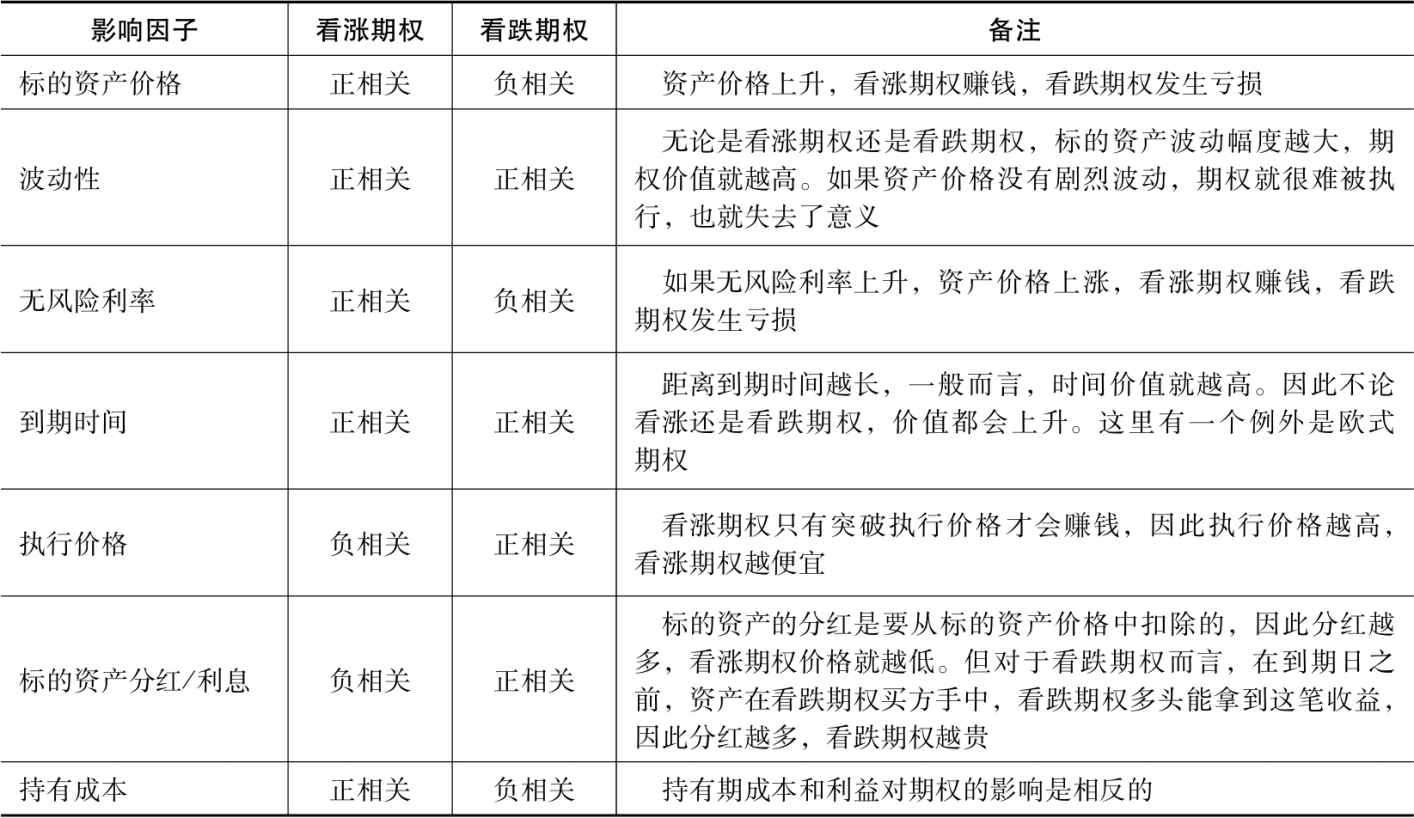 影响因子 看涨期权 看跌期权 备注
标的资产价格 正相关 负相关 资产价格上升，看涨期权赚钱，看跌期权发生亏损
无论是看涨期权还是看跌期权，标的资产波动幅度越大，期
波动性 正相关 正相关 权价值就越高。如果资产价格没有剧烈波动，期权就很难被执
行，也就失去了意义
如果无风险利率上升，资产价格上涨，看涨期权赚钱，看跌
无风险利率 正相关 负相关
期权发生亏损
距离到期时间越长，一般而言，时间价值就越高。因此不论
到期时间 正相关 正相关 看涨还是看跌期权，价值都会上升。这里有一个例外是欧式
期权
看涨期权只有突破执行价格才会赚钱，因此执行价格越高，
执行价格 负相关 正相关
看涨期权越便宜
标的资产的分红是要从标的资产价格中扣除的，因此分红越
多，看涨期权价格就越低。但对于看跌期权而言，在到期日之
标的资产分红/利息 负相关 正相关
前，资产在看跌期权买方手中，看跌期权多头能拿到这笔收益，
因此分红越多，看跌期权越贵
持有成本 正相关 负相关 持有期成本和利益对期权的影响是相反的